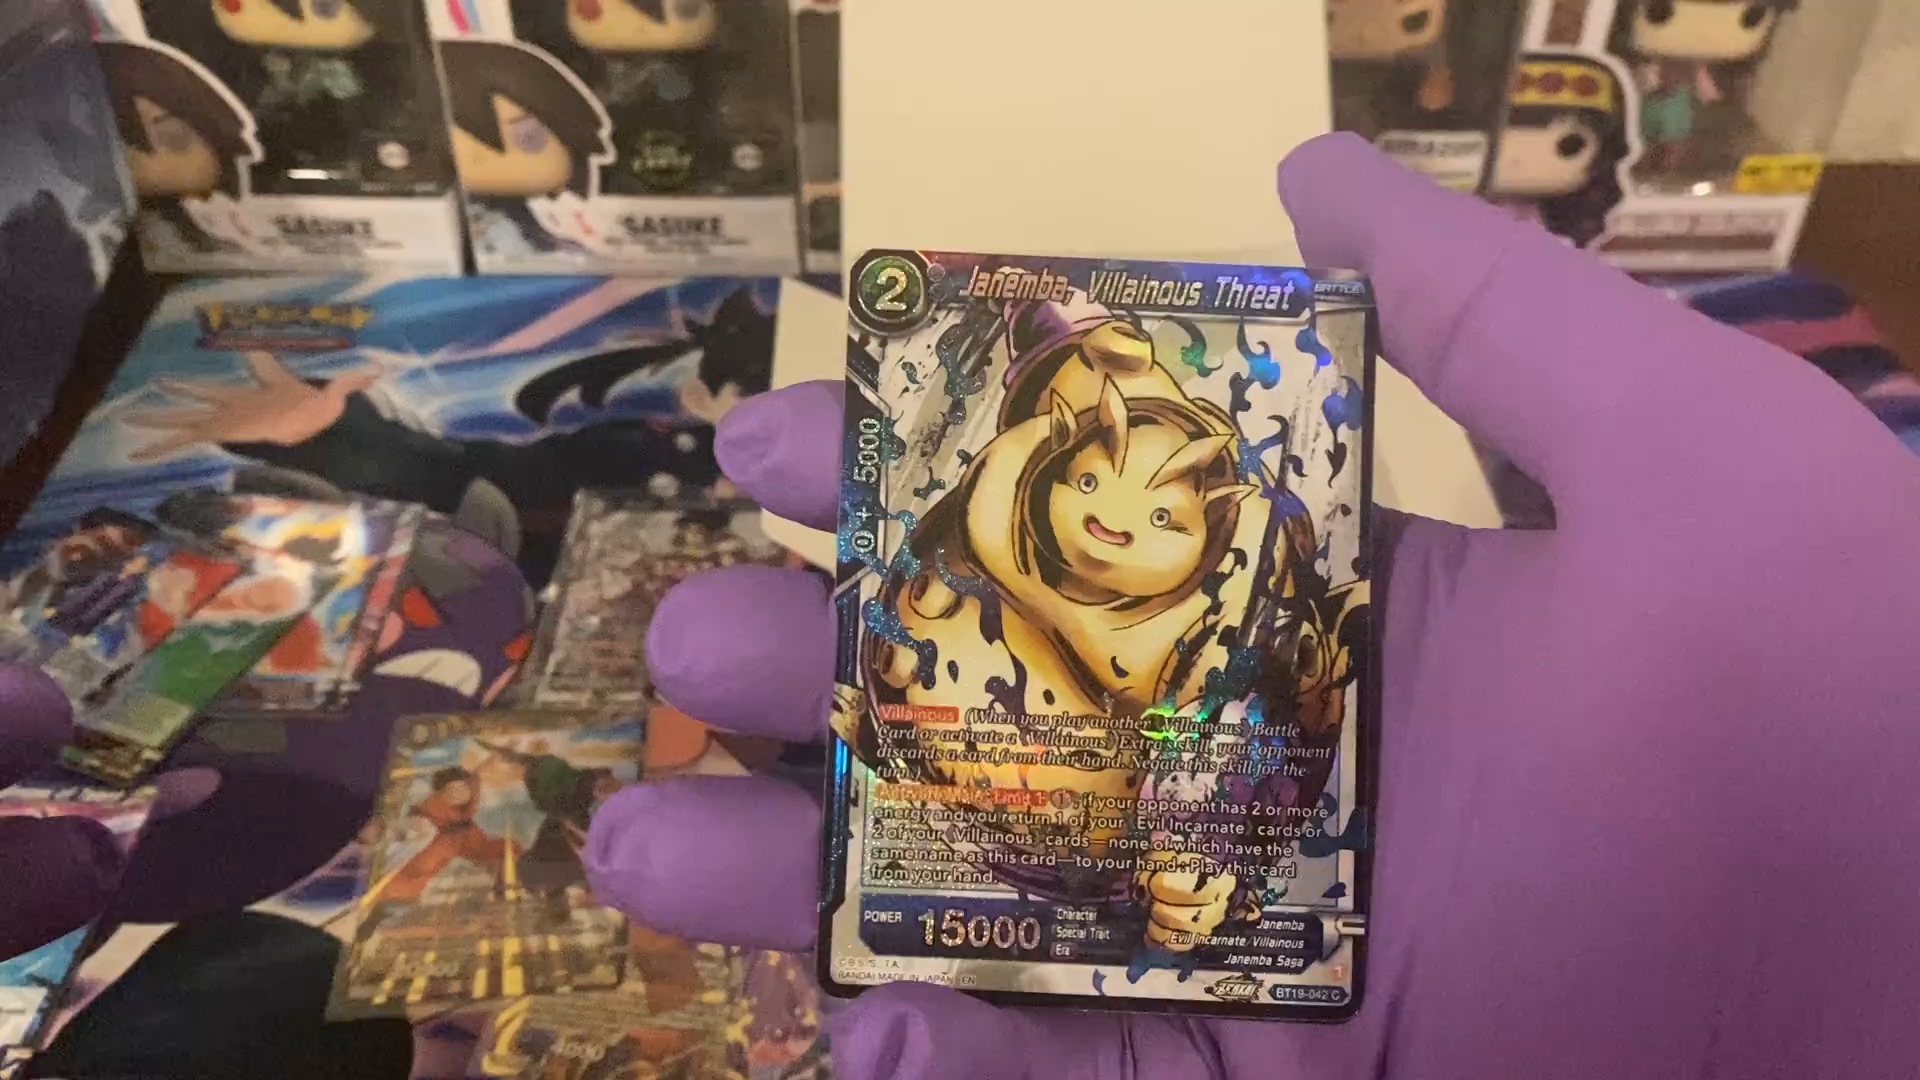 SASUKE
SASUKE
2
Janemba, Villainous Threat
BATTLE
0 + 5000
Villainous (When you play another 《Villainous》 Battle
Card or activate a 《Villainous》 Extra's skill, your opponent
discards a card from their hand. Negate this skill for the
turn.)
Limit 1 1, if your opponent has 2 or more
energy and you return 1 of your 《Evil Incarnate》 cards or
2 of your 《Villainous》 cards—none of which have the
same name as this card—to your hand : Play this card
from your hand.
POWER
15000
Character
Janemba
Special Trait
Evil Incarnate/Villainous
Era
Janemba Saga
BANDAI MADE IN JAPAN EN
ZENKAI
BT19-042 C
1